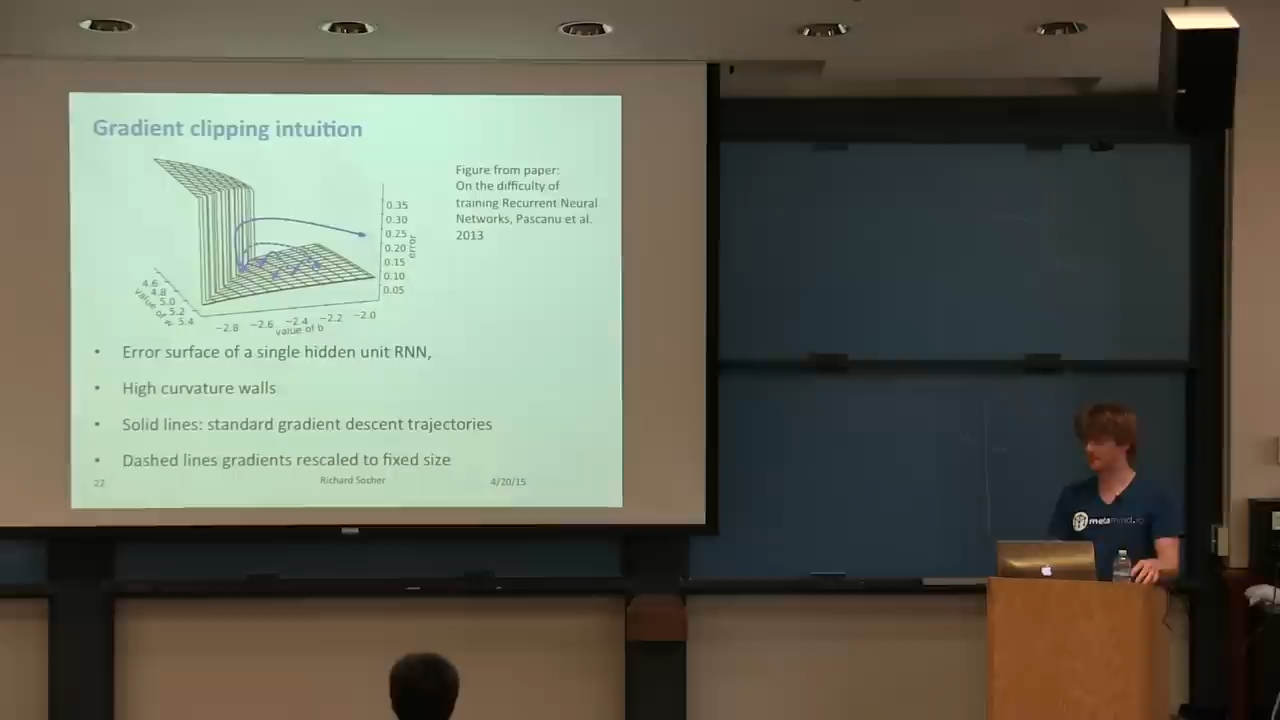 Gradient clipping intuition
Figure from paper:
On the difficulty of
training Recurrent Neural
Networks, Pascanu et al.
2013
0.35
0.30
0.25
0.20
0.15
0.10
0.05
error
4.6
4.8
5.0
5.2
5.4
value of
−2.8 −2.6 −2.4 −2.2 −2.0
value of b
• Error surface of a single hidden unit RNN,
• High curvature walls
• Solid lines: standard gradient descent trajectories
• Dashed lines gradients rescaled to fixed size
22 Richard Socher 4/20/15
metamind.io